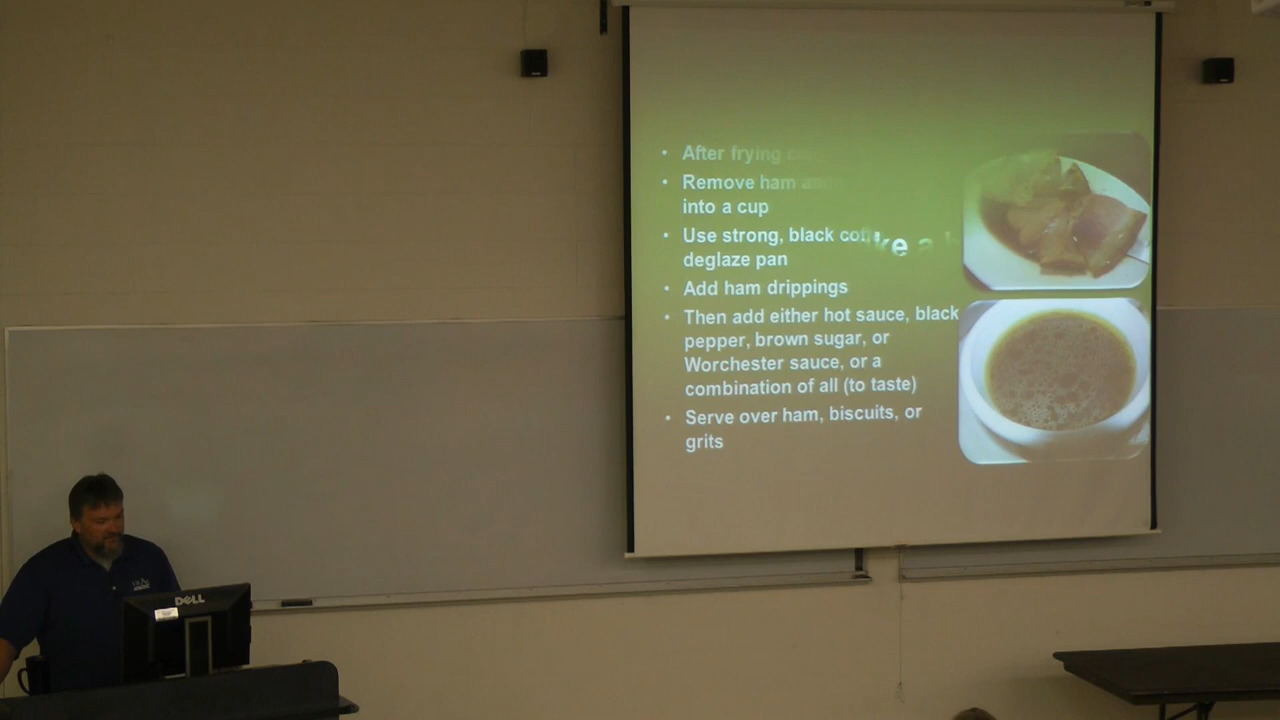 • After frying
• Remove ham
into a cup
• Use strong, black
ke a
deglaze pan
• Add ham drippings
• Then add either hot sauce, black
pepper, brown sugar, or
Worchester sauce, or a
combination of all (to taste)
• Serve over ham, biscuits, or
grits
DELL